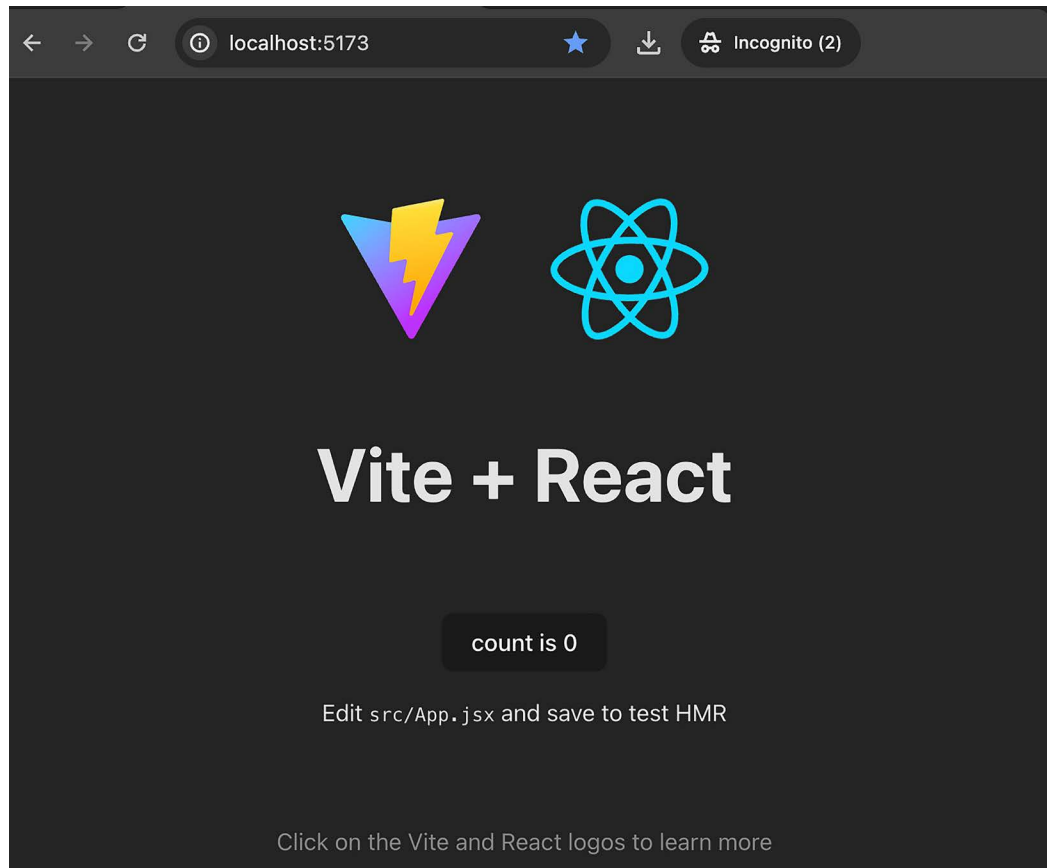 localhost:5173
Incognito (2)
Vite + React
count is 0
Edit src/App.jsx and save to test HMR
Click on the Vite and React logos to learn more